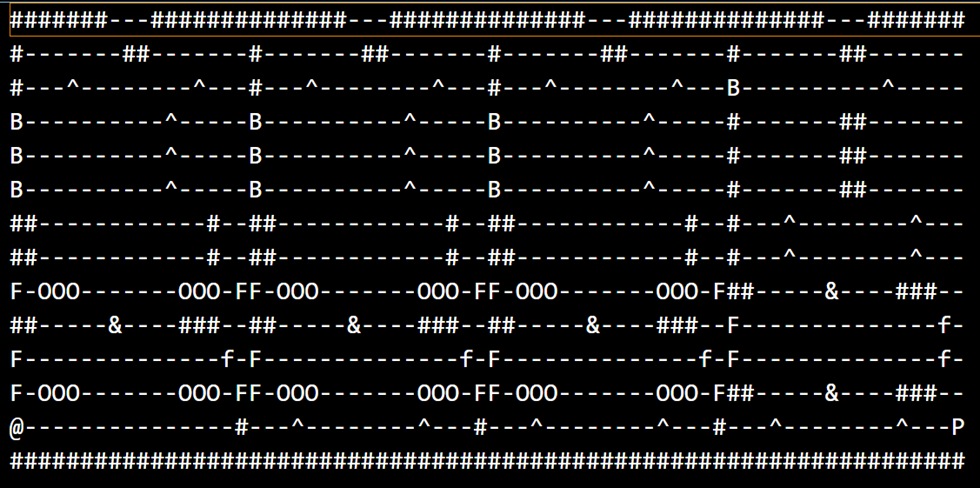 #######---##############---##############---##############---#######
#-------##-------#-------##-------#-------##-------#-------##-------
#---^--------^---#---^--------^---#---^--------^---B----------^-----
B----------^-----B----------^-----B----------^-----#-------##-------
B----------^-----B----------^-----B----------^-----#-------##-------
B----------^-----B----------^-----B----------^-----#-------##-------
##------------#--##------------#--##------------#--#---^--------^---
##------------#--##------------#--##------------#--#---^--------^---
F-OOO-------OOO-FF-OOO-------OOO-FF-OOO-------OOO-F##-----&----###--
##-----&----###--##-----&----###--##-----&----###--F--------------f-
F--------------f-F--------------f-F--------------f-F--------------f-
F-OOO-------OOO-FF-OOO-------OOO-FF-OOO-------OOO-F##-----&----###--
@---------------#---^--------^---#---^--------^---#---^--------^---P
####################################################################